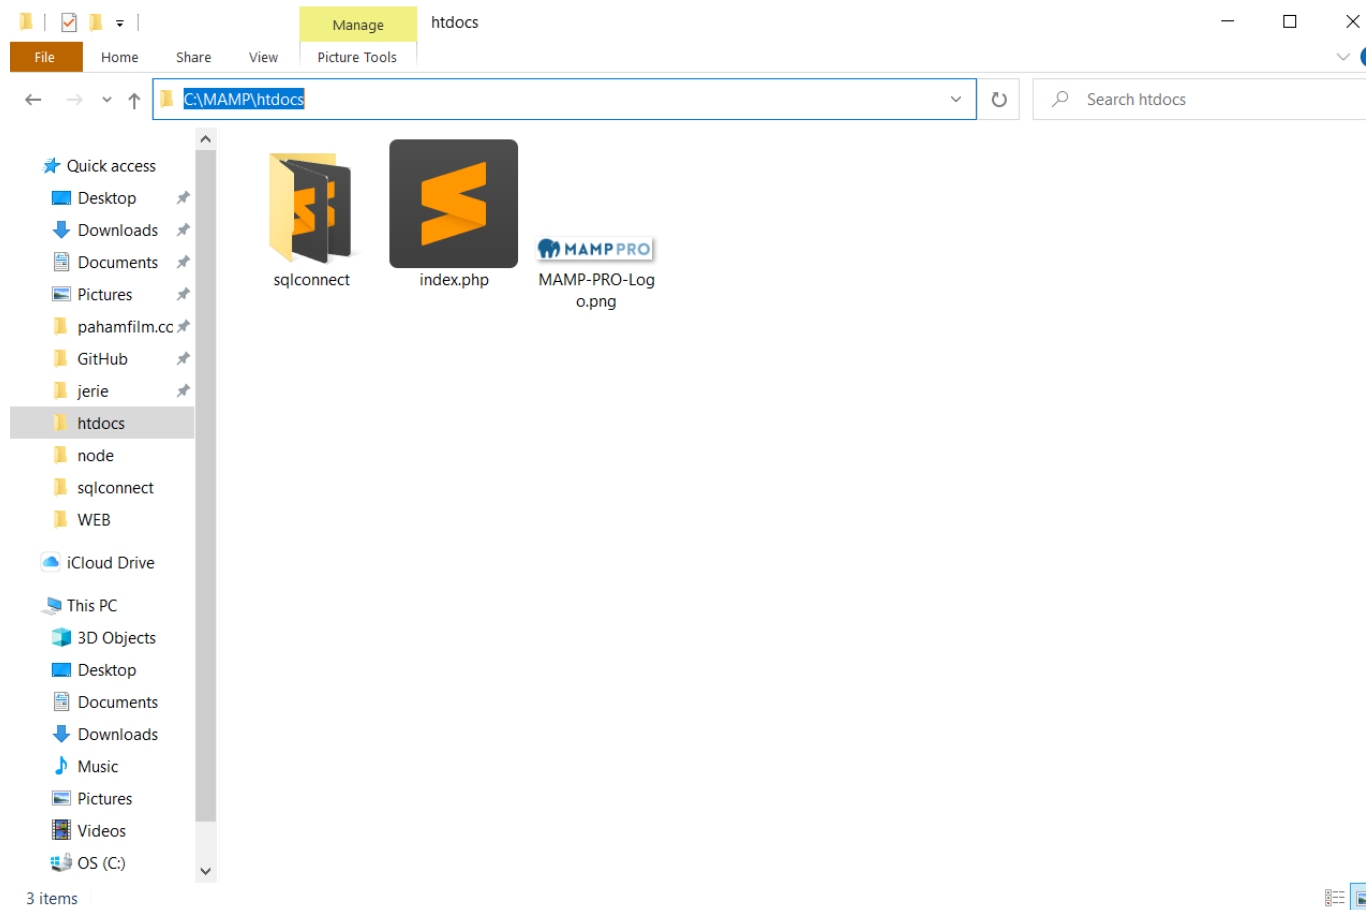 Manage
htdocs
File
Home
Share
View
Picture Tools
C:\MAMP\htdocs
Search htdocs
Quick access
Desktop
Downloads
Documents
Pictures
pahamfilm.cc
GitHub
jerie
htdocs
node
sqlconnect
WEB
iCloud Drive
This PC
3D Objects
Desktop
Documents
Downloads
Music
Pictures
Videos
OS (C:)
sqlconnect
index.php
MAMP PRO
MAMP-PRO-Log
o.png
3 items